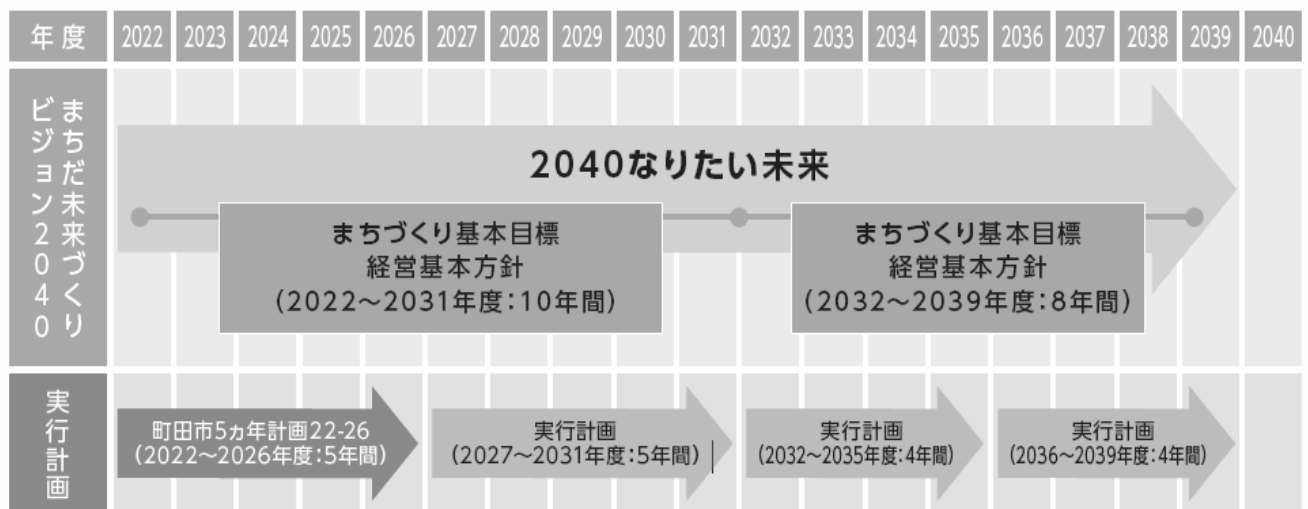 年度 2022 2023 2024 2025 2026 2027 2028 2029 2030 2031 2032 2033 2034 2035 2036 2037 2038 2039 2040
まちだ未来づくり
ビジョン2040
2040なりたい未来
まちづくり基本目標
経営基本方針
(2022～2031年度:10年間)
まちづくり基本目標
経営基本方針
(2032～2039年度:8年間)
実行計画
町田市5ヵ年計画22-26
(2022～2026年度:5年間)
実行計画
(2027～2031年度:5年間)
実行計画
(2032～2035年度:4年間)
実行計画
(2036～2039年度:4年間)